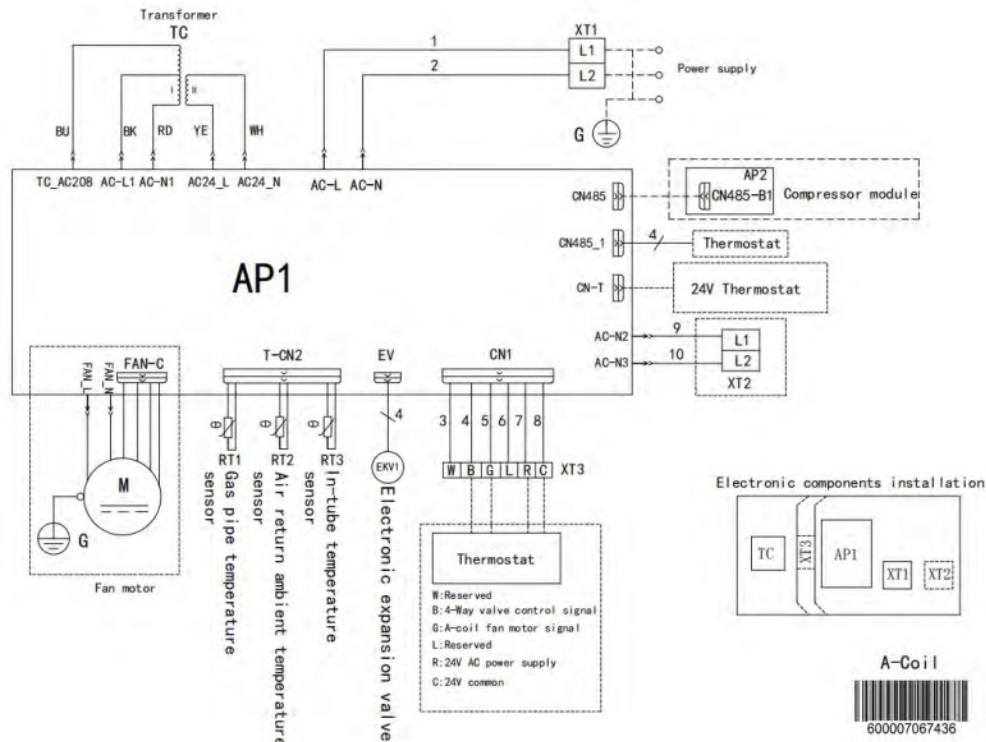 Transformer
TC
XT1
1
L1
2
L2
Power supply
I
II
G
BU
BK
RD
YE
WH
TC_AC208
AC-L1
AC-N1
AC24_L
AC24_N
AC-L
AC-N
AP2
CN485
CN485-B1
Compressor module
CN485_1
4
Thermostat
AP1
CN-T
24V Thermostat
AC-N2
9
L1
AC-N3
10
L2
XT2
FAN_L
FAN_N
FAN-C
T-CN2
EV
CN1
θ
θ
θ
4
3
4
5
6
7
8
RT1
RT2
RT3
EKV1
W
B
G
L
R
C
XT3
M
G
Fan motor
Gas pipe temperature
sensor
Air return ambient temperature
sensor
In-tube temperature
sensor
Electronic expansion valve
Thermostat
W:Reserved
B:4-Way valve control signal
G:A-coil fan motor signal
L:Reserved
R:24V AC power supply
C:24V common
Electronic components installation
TC
XT3
AP1
XT1
XT2
A-Coil
600007067436